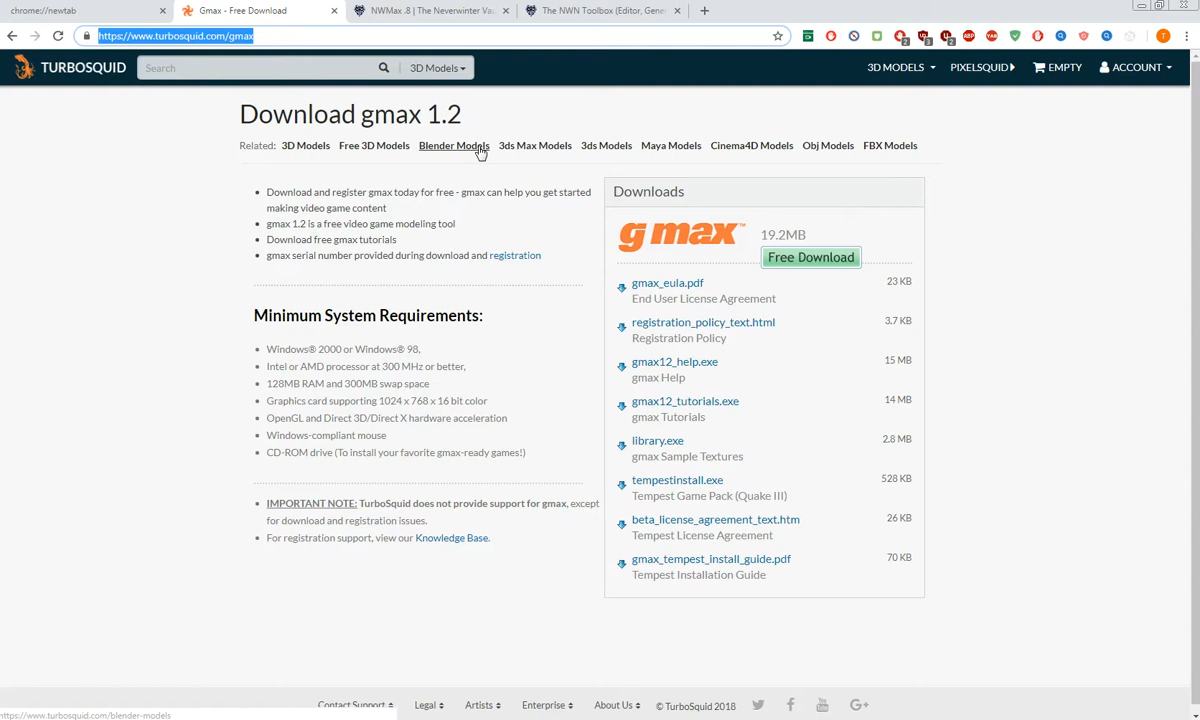 chrome://newtab
Gmax - Free Download
NWMax .8 | The Neverwinter Va
The NWN Toolbox (Editor, Gene
https://www.turbosquid.com/gmax
TURBOSQUID
Search
3D Models
3D MODELS
PIXELSQUID
EMPTY
ACCOUNT
Download gmax 1.2
Related: 3D Models Free 3D Models Blender Models 3ds Max Models 3ds Models Maya Models Cinema4D Models Obj Models FBX Models
Download and register gmax today for free - gmax can help you get started
making video game content
gmax 1.2 is a free video game modeling tool
Download free gmax tutorials
gmax serial number provided during download and registration
Minimum System Requirements:
Windows® 2000 or Windows® 98,
Intel or AMD processor at 300 MHz or better,
128MB RAM and 300MB swap space
Graphics card supporting 1024 x 768 x 16 bit color
OpenGL and Direct 3D/Direct X hardware acceleration
Windows-compliant mouse
CD-ROM drive (To install your favorite gmax-ready games!)
IMPORTANT NOTE: TurboSquid does not provide support for gmax, except
for download and registration issues.
For registration support, view our Knowledge Base.
Downloads
g max™
19.2MB
Free Download
gmax_eula.pdf 23 KB
End User License Agreement
registration_policy_text.html 3.7 KB
Registration Policy
gmax12_help.exe 15 MB
gmax Help
gmax12_tutorials.exe 14 MB
gmax Tutorials
library.exe 2.8 MB
gmax Sample Textures
tempestinstall.exe 528 KB
Tempest Game Pack (Quake III)
beta_license_agreement_text.htm 26 KB
Tempest License Agreement
gmax_tempest_install_guide.pdf 70 KB
Tempest Installation Guide
Contact Support Legal Artists Enterprise About Us © TurboSquid 2018
https://www.turbosquid.com/blender-models